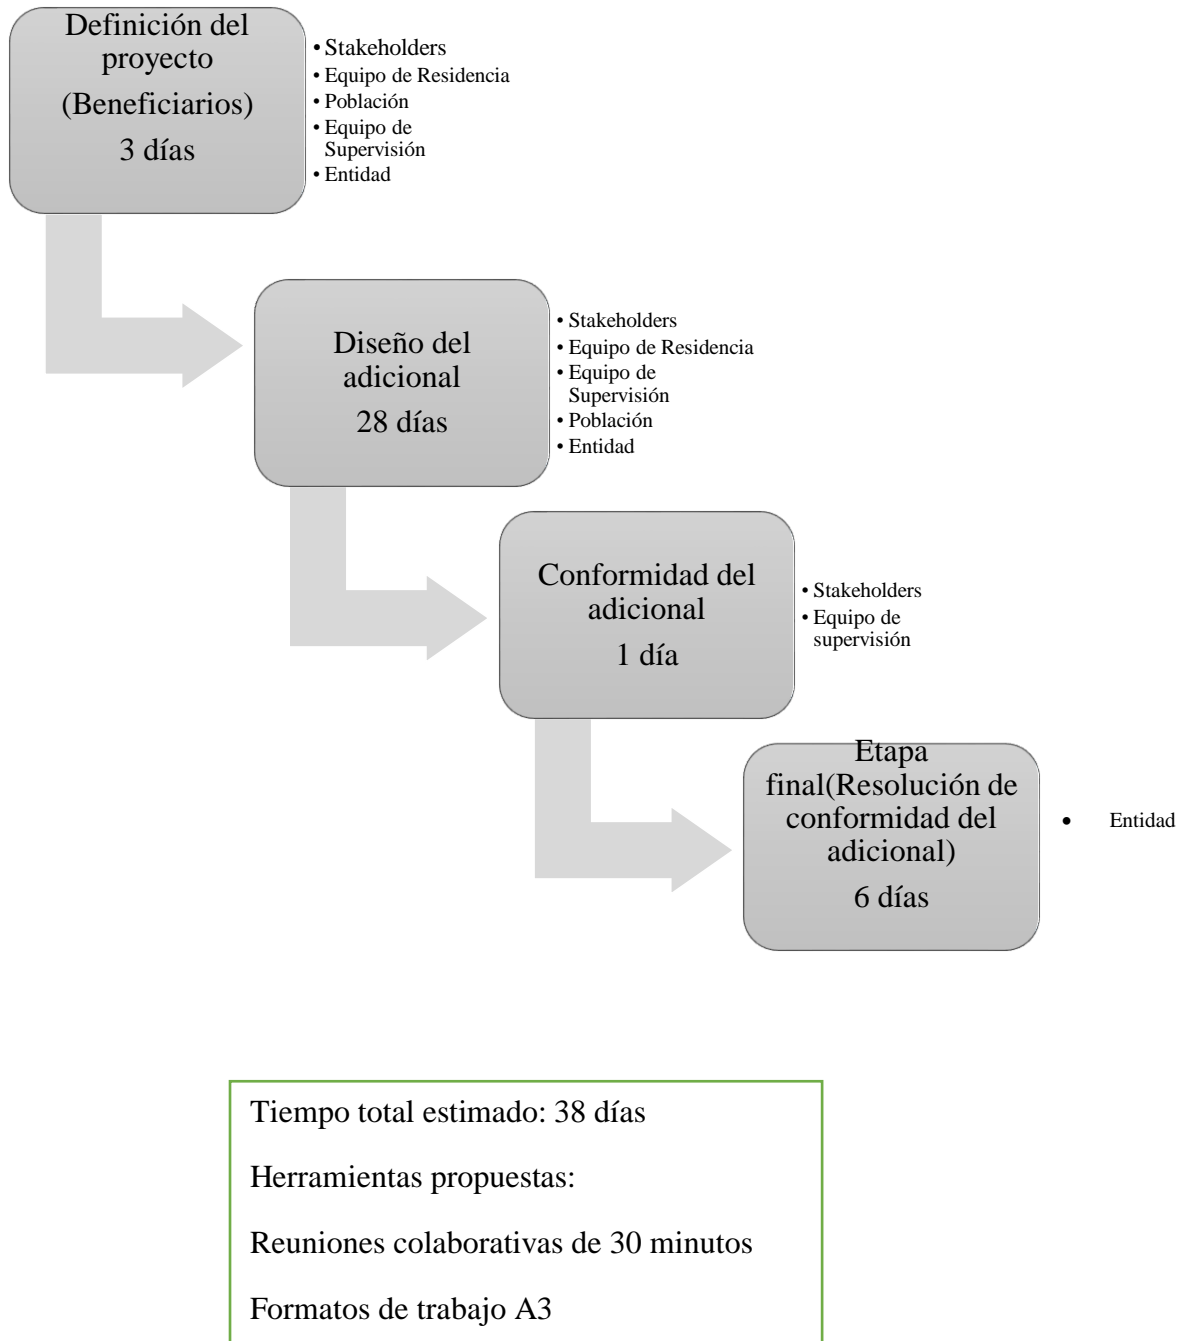 Definición del
proyecto
(Beneficiarios)
3 días
• Stakeholders
• Equipo de Residencia
• Población
• Equipo de
Supervisión
• Entidad
Diseño del
adicional
28 días
• Stakeholders
• Equipo de Residencia
• Equipo de
Supervisión
• Población
• Entidad
Conformidad del
adicional
1 día
• Stakeholders
• Equipo de
supervisión
Etapa
final(Resolución de
conformidad del
adicional)
6 días
• Entidad
Tiempo total estimado: 38 días
Herramientas propuestas:
Reuniones colaborativas de 30 minutos
Formatos de trabajo A3